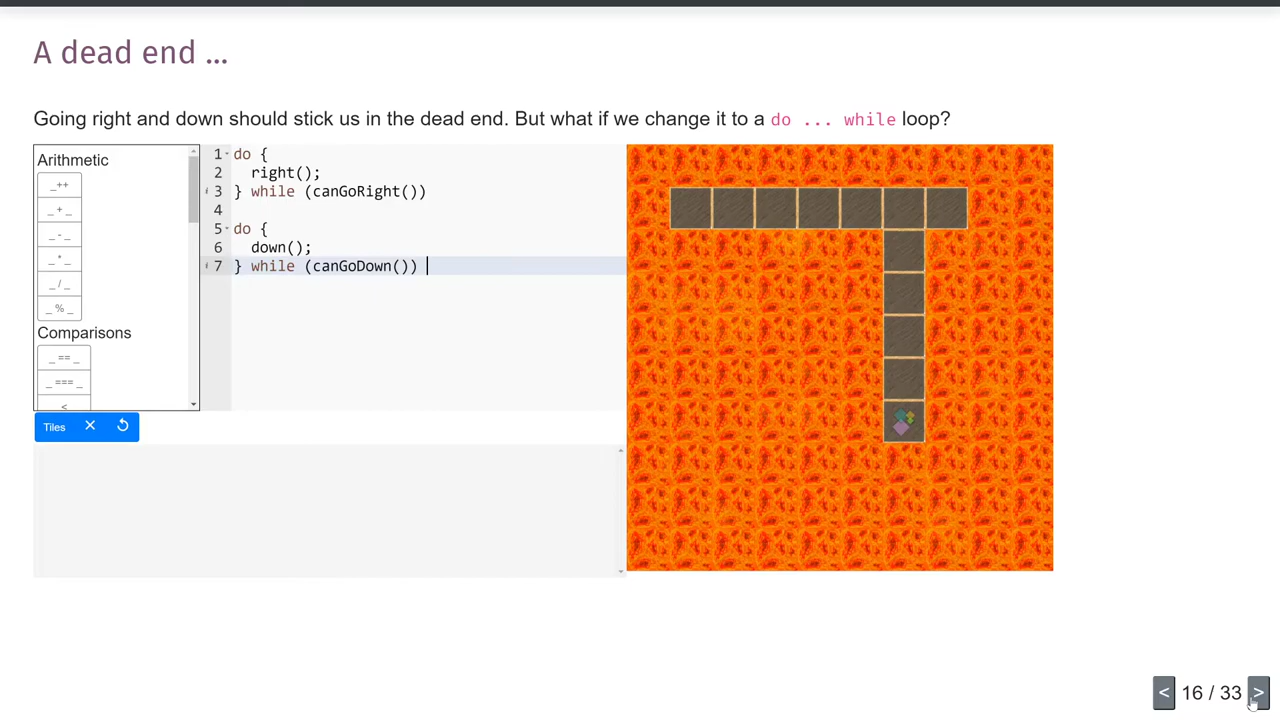 A dead end ...
Going right and down should stick us in the dead end. But what if we change it to a do ... while loop?
Arithmetic
_++
_ + _
_ - _
_ * _
_ / _
_ % _
Comparisons
_ == _
_ === _
<
1 do {
2 right();
3 } while (canGoRight())
4
5 do {
6 down();
7 } while (canGoDown())
Tiles
< 16 / 33 >